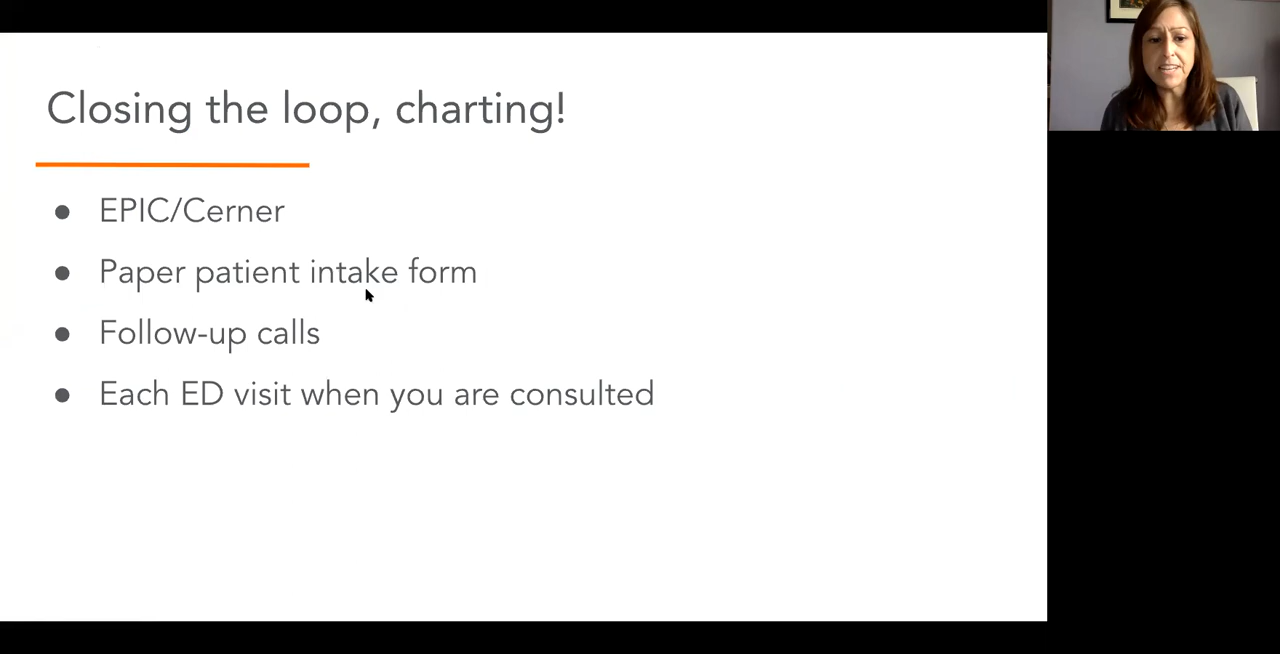 Closing the loop, charting!
● EPIC/Cerner
● Paper patient intake form
● Follow-up calls
● Each ED visit when you are consulted